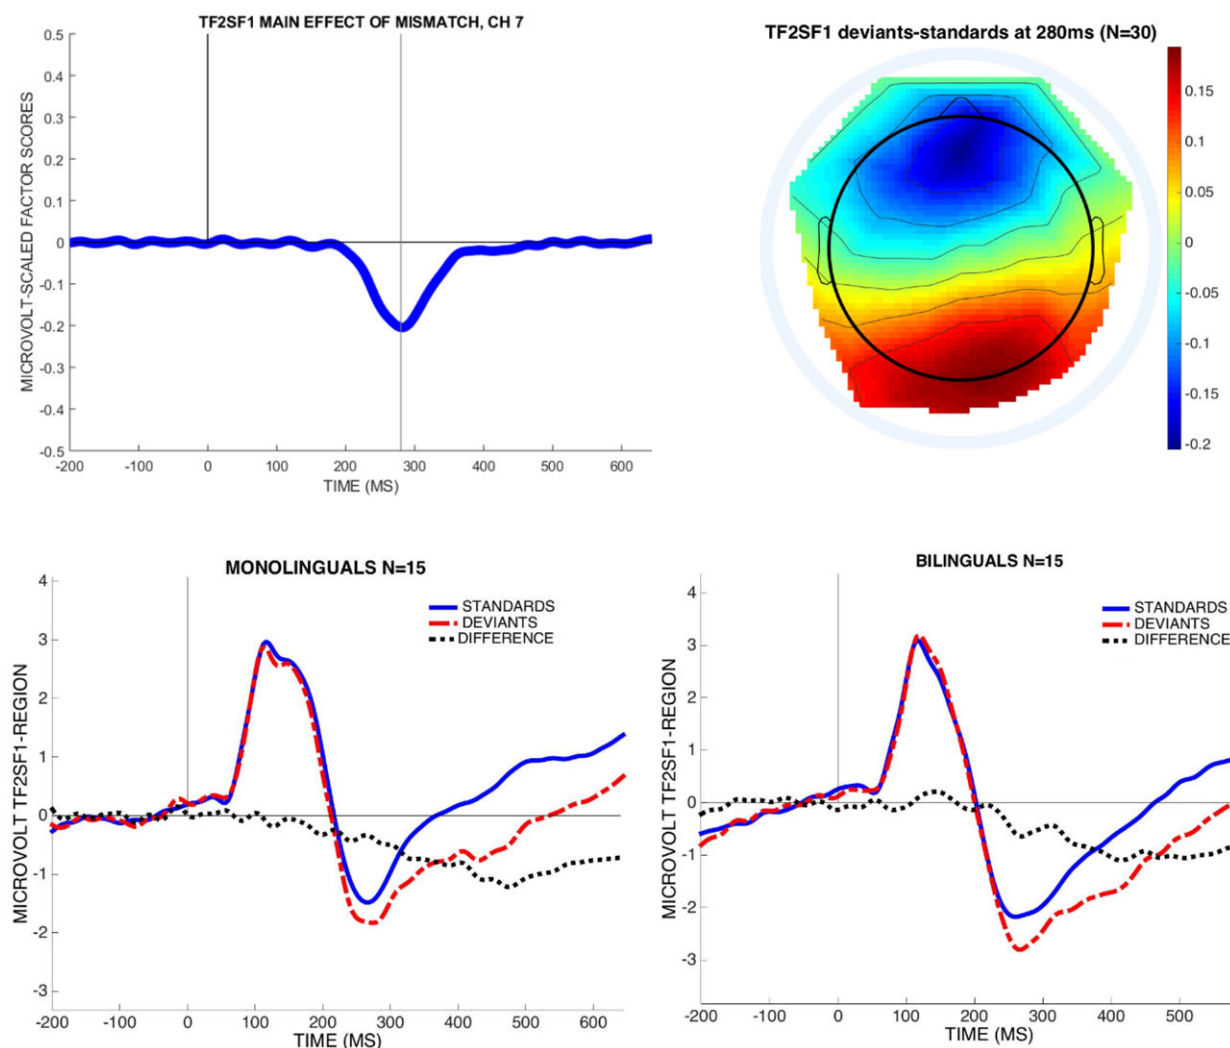 TF2SF1 MAIN EFFECT OF MISMATCH, CH 7
MICROVOLT-SCALED FACTOR SCORES
0.5
0.4
0.3
0.2
0.1
0
-0.1
-0.2
-0.3
-0.4
-0.5
-200 -100 0 100 200 300 400 500 600
TIME (MS)
TF2SF1 deviants-standards at 280ms (N=30)
0.15
0.1
0.05
0
-0.05
-0.1
-0.15
-0.2
MONOLINGUALS N=15
STANDARDS
DEVIANTS
DIFFERENCE
MICROVOLT TF2SF1-REGION
4
3
2
1
0
-1
-2
-3
-200 -100 0 100 200 300 400 500 600
TIME (MS)
BILINGUALS N=15
STANDARDS
DEVIANTS
DIFFERENCE
MICROVOLT TF2SF1-REGION
4
3
2
1
0
-1
-2
-3
-200 -100 0 100 200 300 400 500
TIME (MS)